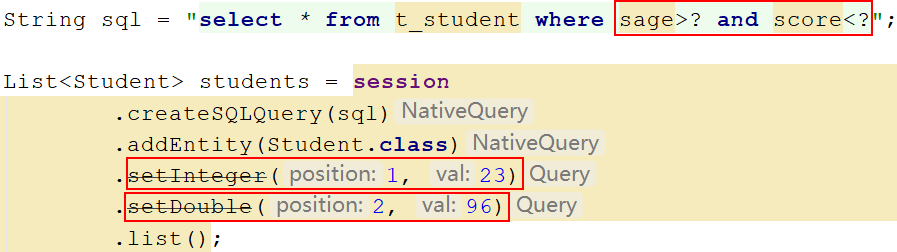 String sql = "select * from t_student where sage>? and score<?";
List<Student> students = session
.createSQLQuery(sql) NativeQuery
.addEntity(Student.class) NativeQuery
.setInteger( position: 1, val: 23) Query
.setDouble( position: 2, val: 96) Query
.list();